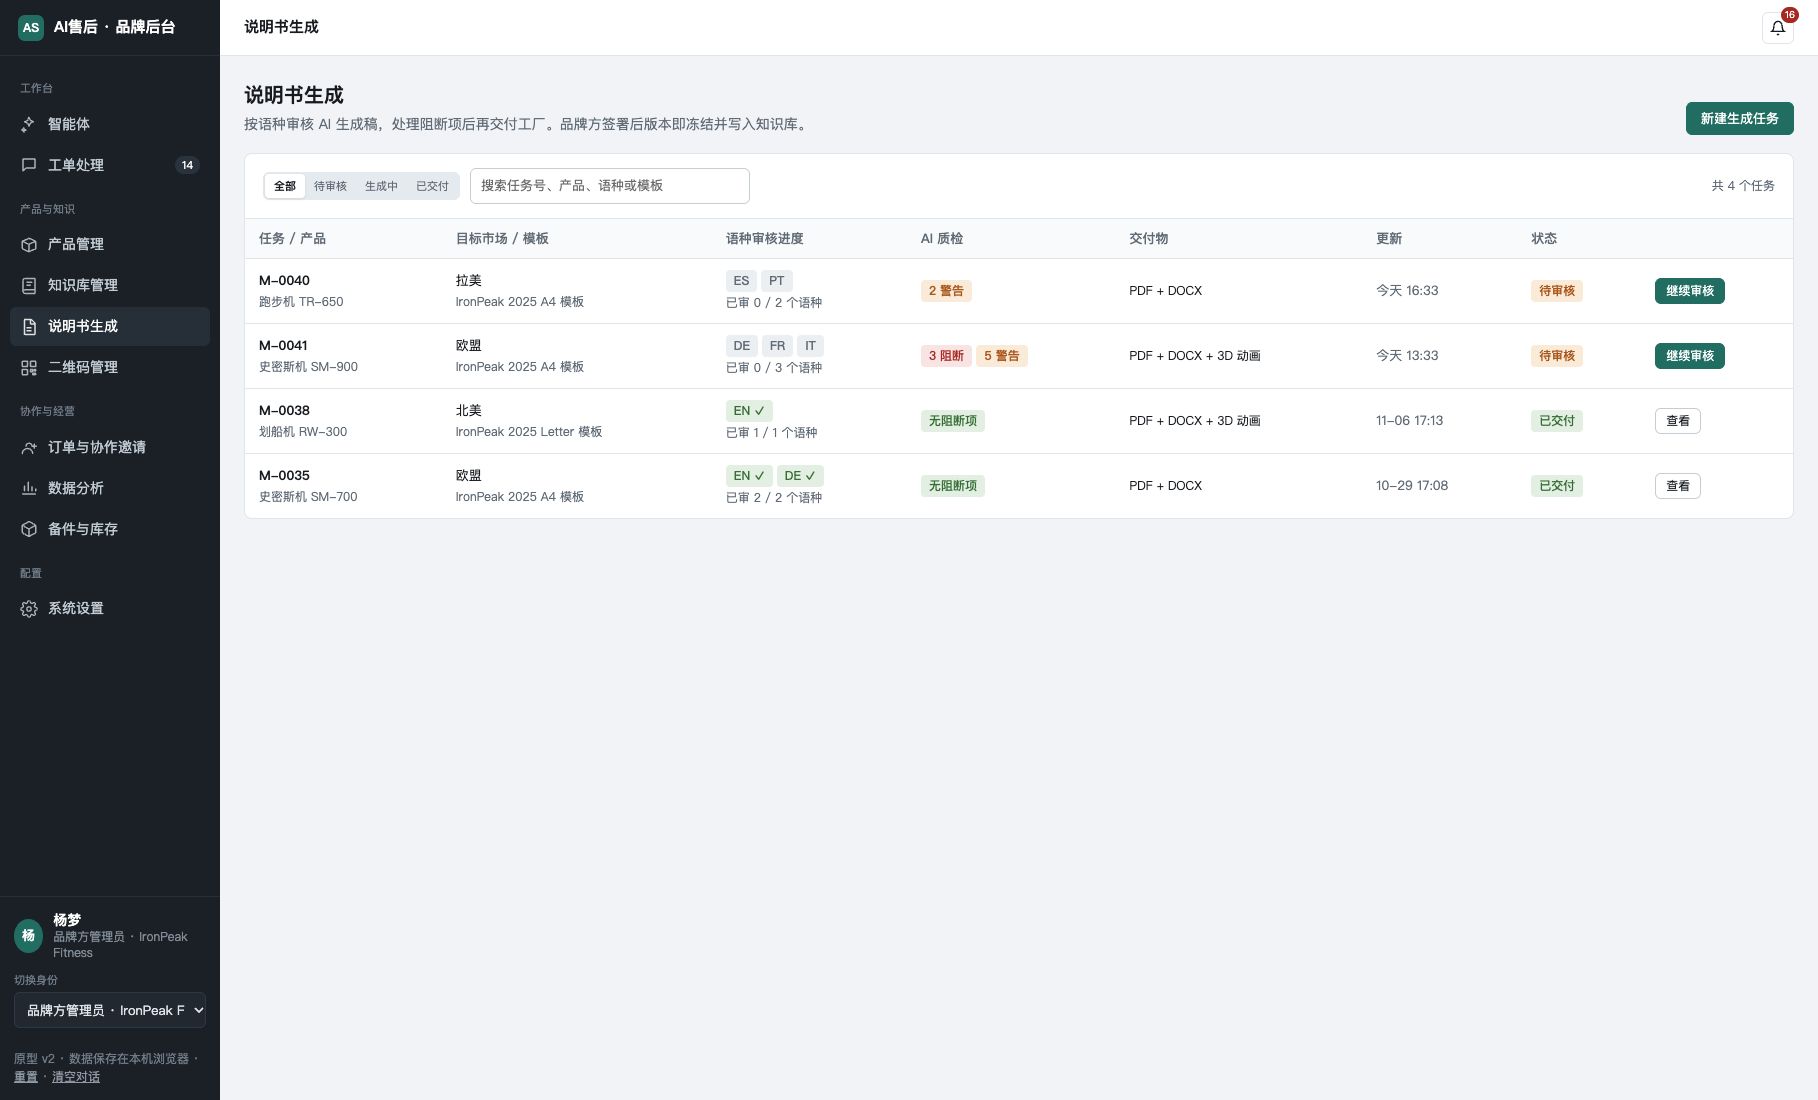 AS AI售后 · 品牌后台
工作台
智能体
工单处理 14
产品与知识
产品管理
知识库管理
说明书生成
二维码管理
协作与经营
订单与协作邀请
数据分析
备件与库存
配置
系统设置
杨
杨梦
品牌方管理员 · IronPeak
Fitness
切换身份
品牌方管理员 · IronPeak F
原型 v2 · 数据保存在本机浏览器 ·
重置 · 清空对话
说明书生成
16
说明书生成
按语种审核 AI 生成稿，处理阻断项后再交付工厂。品牌方签署后版本即冻结并写入知识库。
新建生成任务
全部 待审核 生成中 已交付 搜索任务号、产品、语种或模板 共 4 个任务
任务 / 产品 目标市场 / 模板 语种审核进度 AI 质检 交付物 更新 状态
M-0040 拉美 ES PT
2 警告 PDF + DOCX 今天 16:33 待审核 继续审核
跑步机 TR-650 IronPeak 2025 A4 模板 已审 0 / 2 个语种
M-0041 欧盟 DE FR IT
3 阻断 5 警告 PDF + DOCX + 3D 动画 今天 13:33 待审核 继续审核
史密斯机 SM-900 IronPeak 2025 A4 模板 已审 0 / 3 个语种
M-0038 北美 EN ✓
无阻断项 PDF + DOCX + 3D 动画 11-06 17:13 已交付 查看
划船机 RW-300 IronPeak 2025 Letter 模板 已审 1 / 1 个语种
M-0035 欧盟 EN ✓ DE ✓
无阻断项 PDF + DOCX 10-29 17:08 已交付 查看
史密斯机 SM-700 IronPeak 2025 A4 模板 已审 2 / 2 个语种